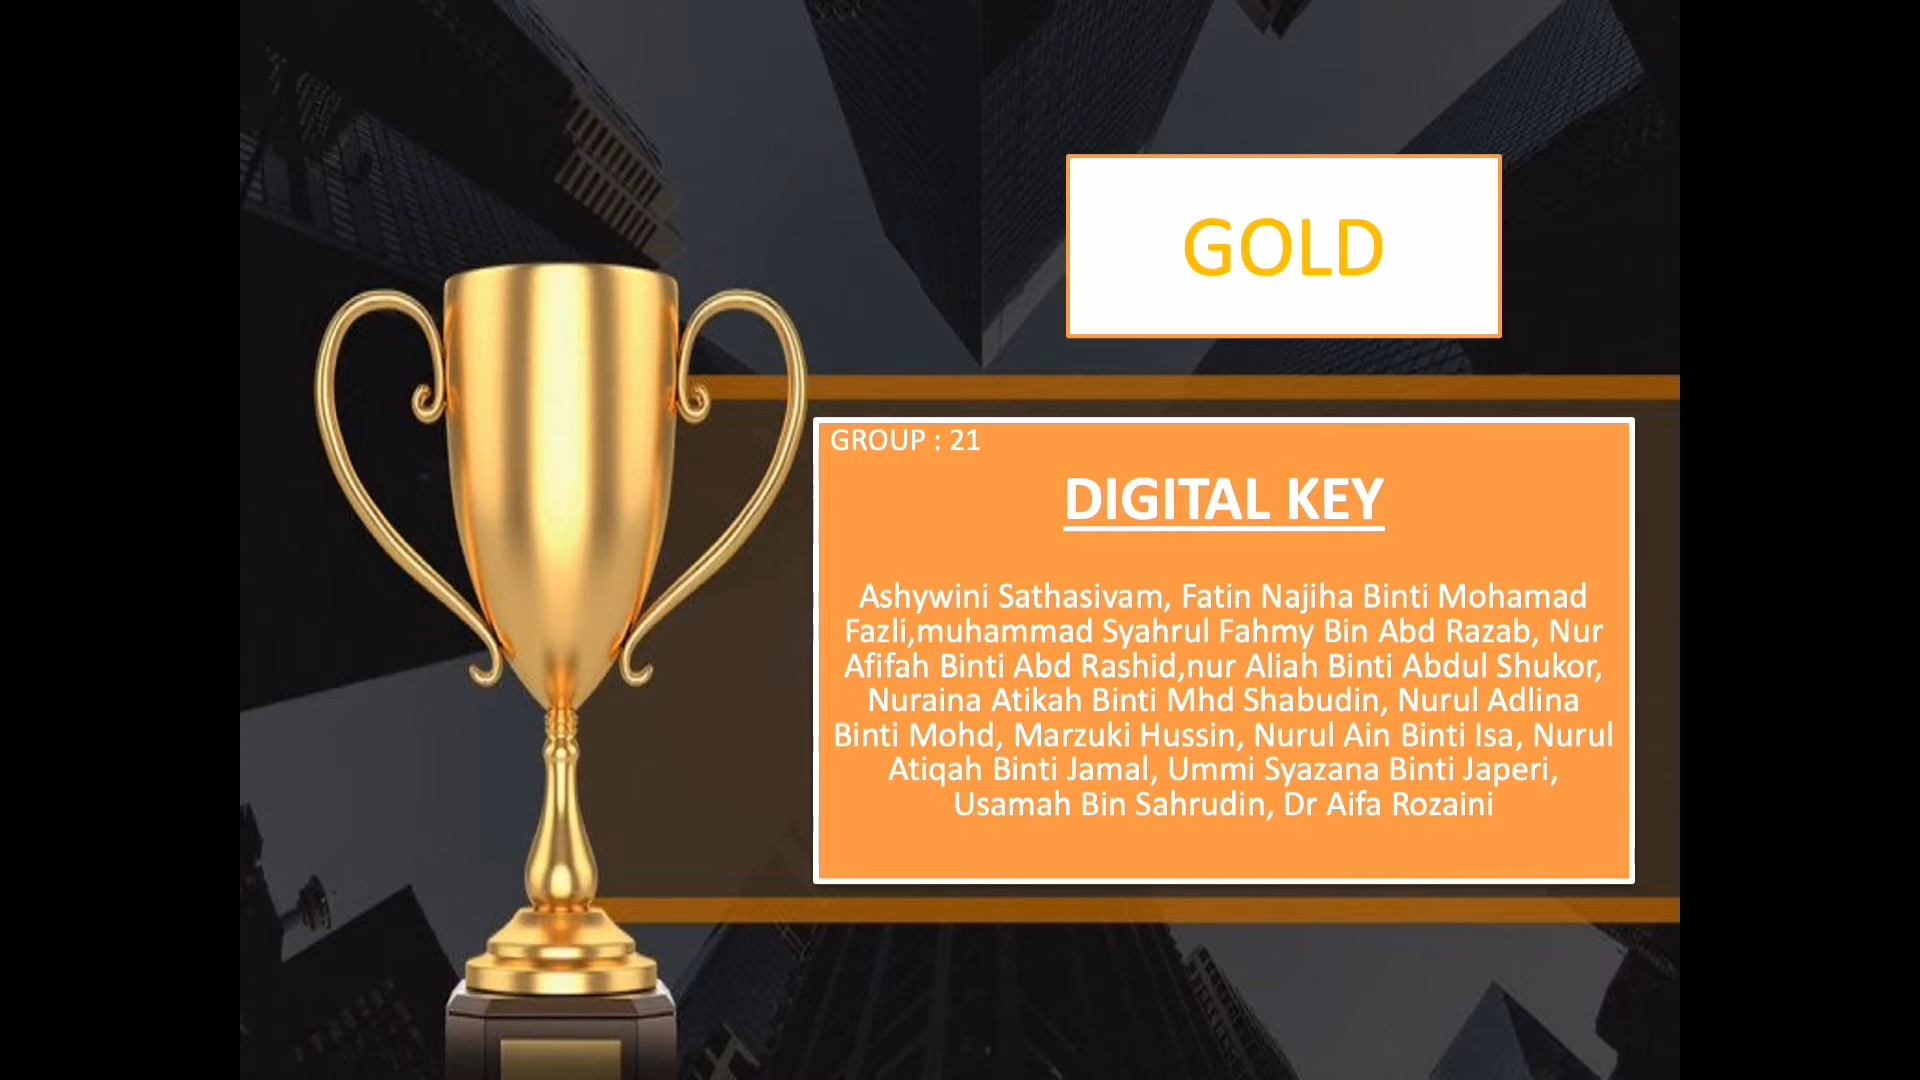 GOLD
GROUP : 21
DIGITAL KEY
Ashywini Sathasivam, Fatin Najiha Binti Mohamad
Fazli,muhammad Syahrul Fahmy Bin Abd Razab, Nur
Afifah Binti Abd Rashid,nur Aliah Binti Abdul Shukor,
Nuraina Atikah Binti Mhd Shabudin, Nurul Adlina
Binti Mohd, Marzuki Hussin, Nurul Ain Binti Isa, Nurul
Atiqah Binti Jamal, Ummi Syazana Binti Japeri,
Usamah Bin Sahrudin, Dr Aifa Rozaini